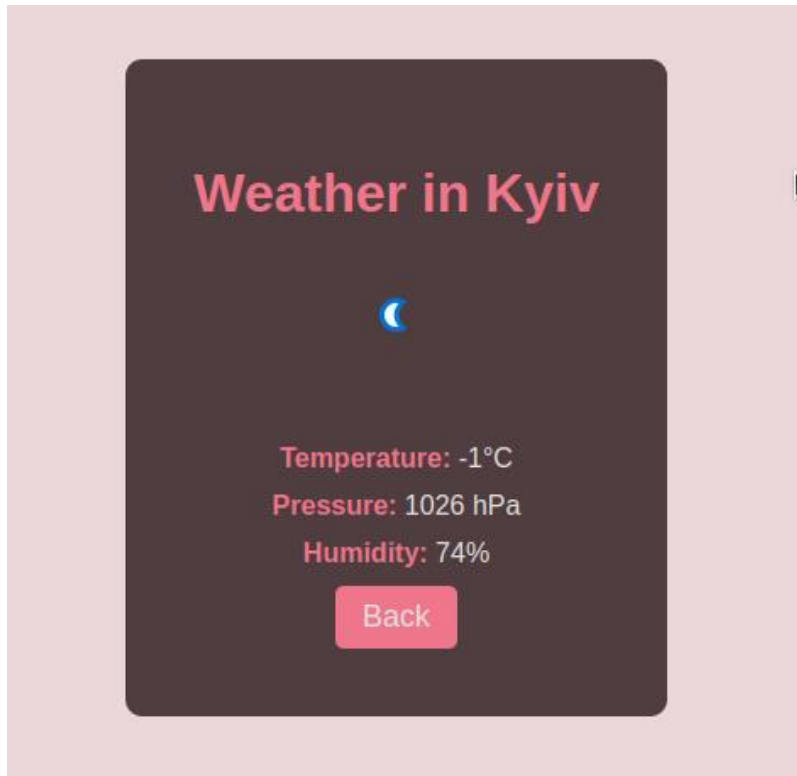 Weather in Kyiv
Temperature: -1°C
Pressure: 1026 hPa
Humidity: 74%
Back